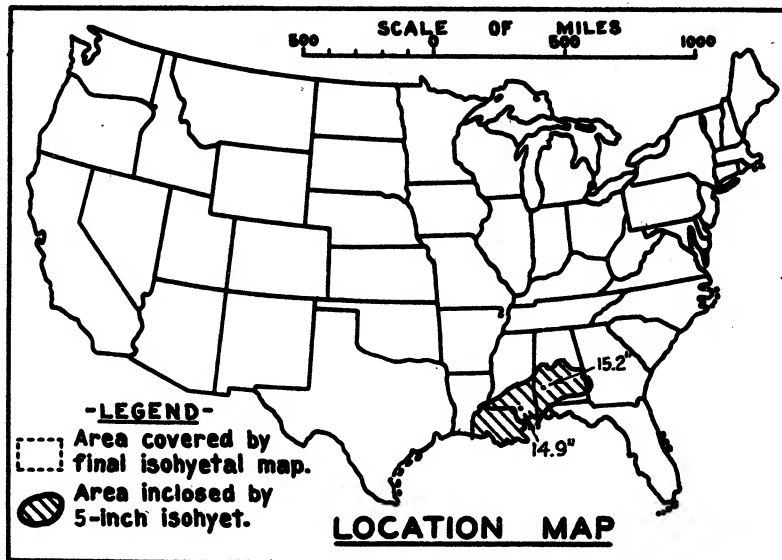 SCALE OF MILES
500 0 500 1000
15.2"
14.9"
-LEGEND-
Area covered by
final isohyetal map.
Area inclosed by
5-inch isohyet.
LOCATION MAP